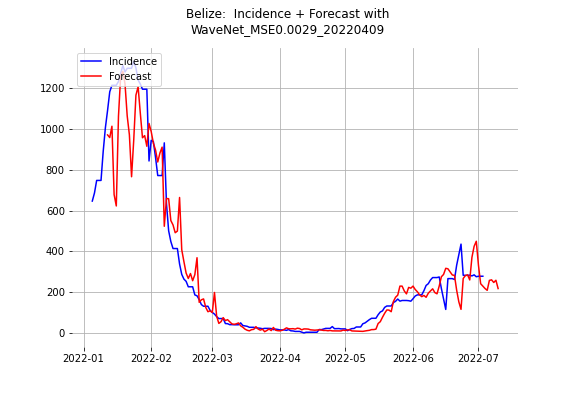 Belize:  Incidence + Forecast with
WaveNet_MSE0.0029_20220409
Incidence
Forecast
1200
1000
800
600
400
200
0
2022-01 2022-02 2022-03 2022-04 2022-05 2022-06 2022-07